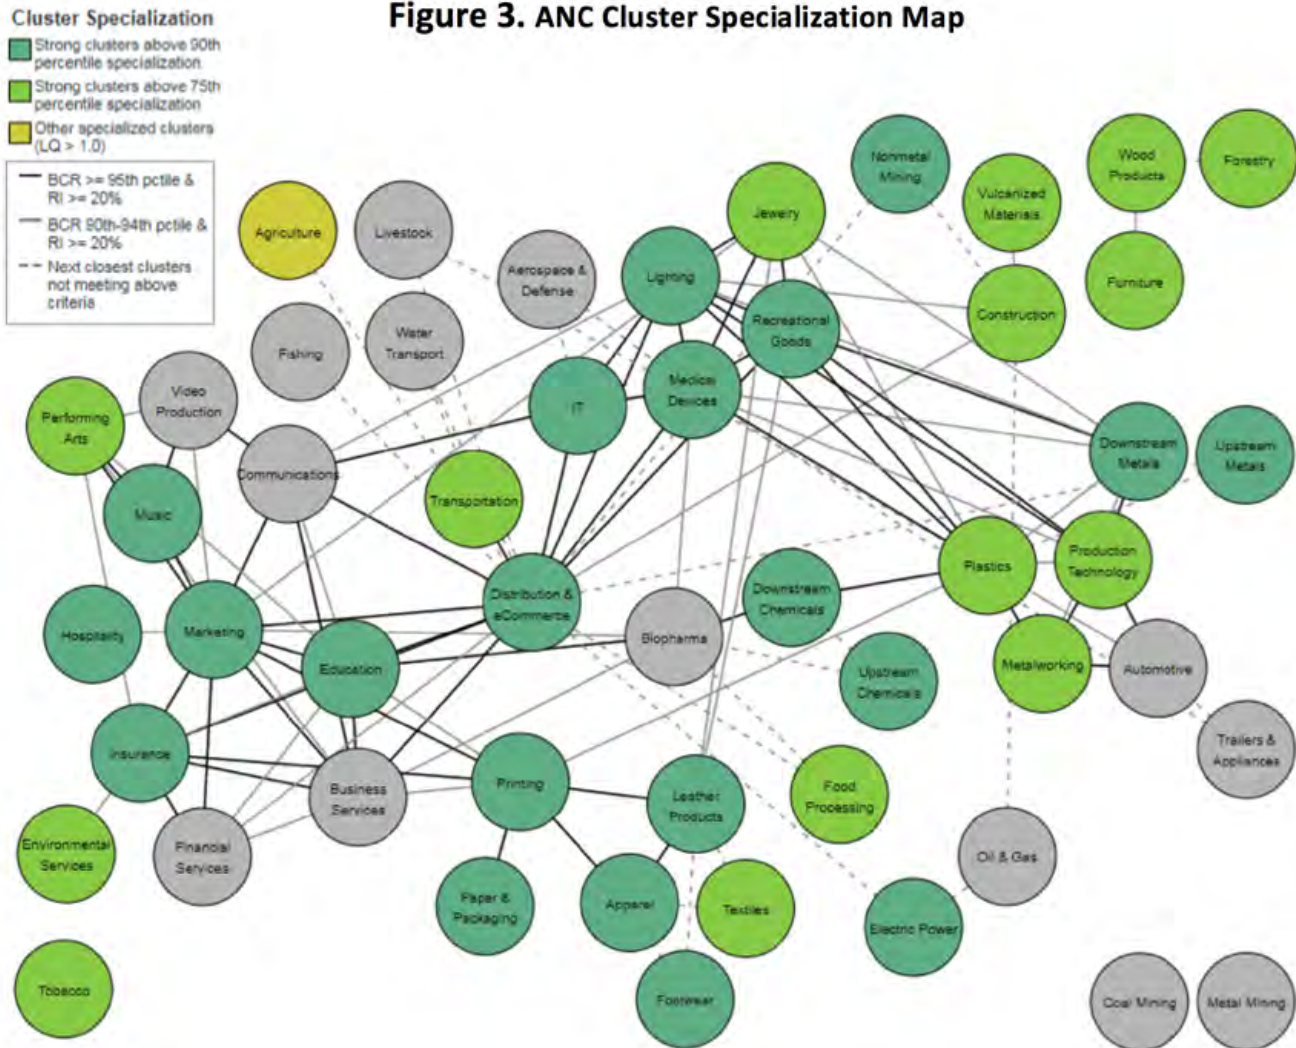 Figure 3. ANC Cluster Specialization Map
Cluster Specialization
Strong clusters above 90th
percentile specialization
Strong clusters above 75th
percentile specialization
Other specialized clusters
(LQ > 1.0)
BCR >= 95th pctile &
RI >= 20%
BCR 90th-94th pctile &
RI >= 20%
Next closest clusters
not meeting above
criteria
Agriculture
Livestock
Aerospace &
Defense
Lighting
Jewelry
Nonmetal
Mining
Vulcanized
Materials
Wood
Products
Forestry
Fishing
Water
Transport
Recreational
Goods
Construction
Furniture
Performing
Arts
Video
Production
IT
Medical
Devices
Communications
Transportation
Downstream
Metals
Upstream
Metals
Music
Plastics
Production
Technology
Hospitality
Marketing
Education
Distribution &
eCommerce
Biopharma
Downstream
Chemicals
Upstream
Chemicals
Metalworking
Automotive
Insurance
Business
Services
Printing
Leather
Products
Food
Processing
Trailers &
Appliances
Environmental
Services
Financial
Services
Paper &
Packaging
Apparel
Textiles
Electric Power
Oil & Gas
Tobacco
Footwear
Coal Mining
Metal Mining